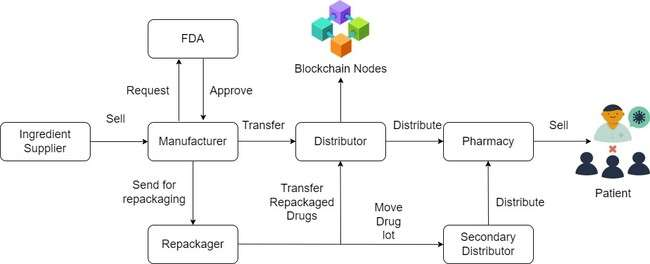 FDA
Blockchain Nodes
Request
Approve
Ingredient
Supplier
Sell
Manufacturer
Transfer
Distributor
Distribute
Pharmacy
Sell
Patient
Send for
repackaging
Transfer
Repackaged
Drugs
Move
Drug
lot
Distribute
Repackager
Secondary
Distributor